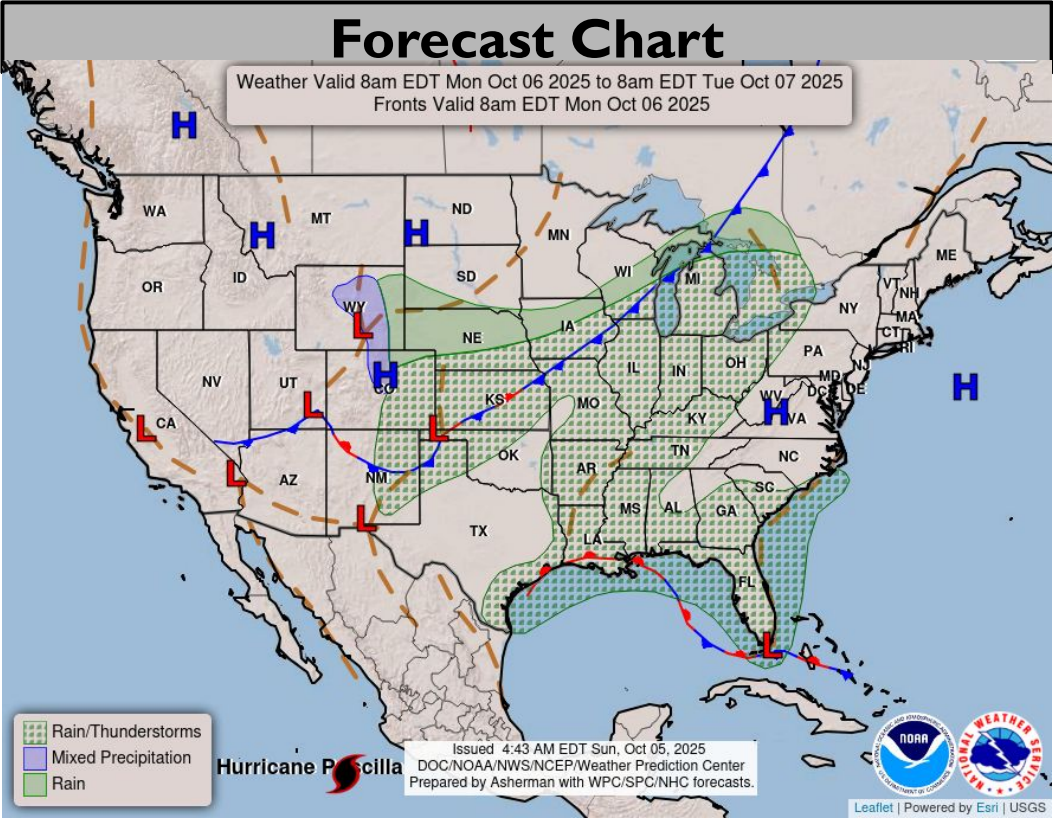 Forecast Chart
Weather Valid 8am EDT Mon Oct 06 2025 to 8am EDT Tue Oct 07 2025
Fronts Valid 8am EDT Mon Oct 06 2025
H
WA
MT
ND
MN
H
H
ME
OR
ID
SD
WI
MI
VT
NH
NY
MA
WY
L
NE
IA
CT
RI
PA
NJ
NV
UT
H
CO
IL
IN
OH
MD
DC
DE
H
L
KS
MO
WV
H
VA
KY
L
CA
L
OK
TN
NC
L
AZ
NM
AR
SC
L
TX
MS
AL
GA
LA
FL
L
Rain/Thunderstorms
Mixed Precipitation
Rain
Hurricane Priscilla
Issued 4:43 AM EDT Sun, Oct 05, 2025
DOC/NOAA/NWS/NCEP/Weather Prediction Center
Prepared by Asherman with WPC/SPC/NHC forecasts.
NOAA
NATIONAL WEATHER SERVICE
Leaflet | Powered by Esri | USGS